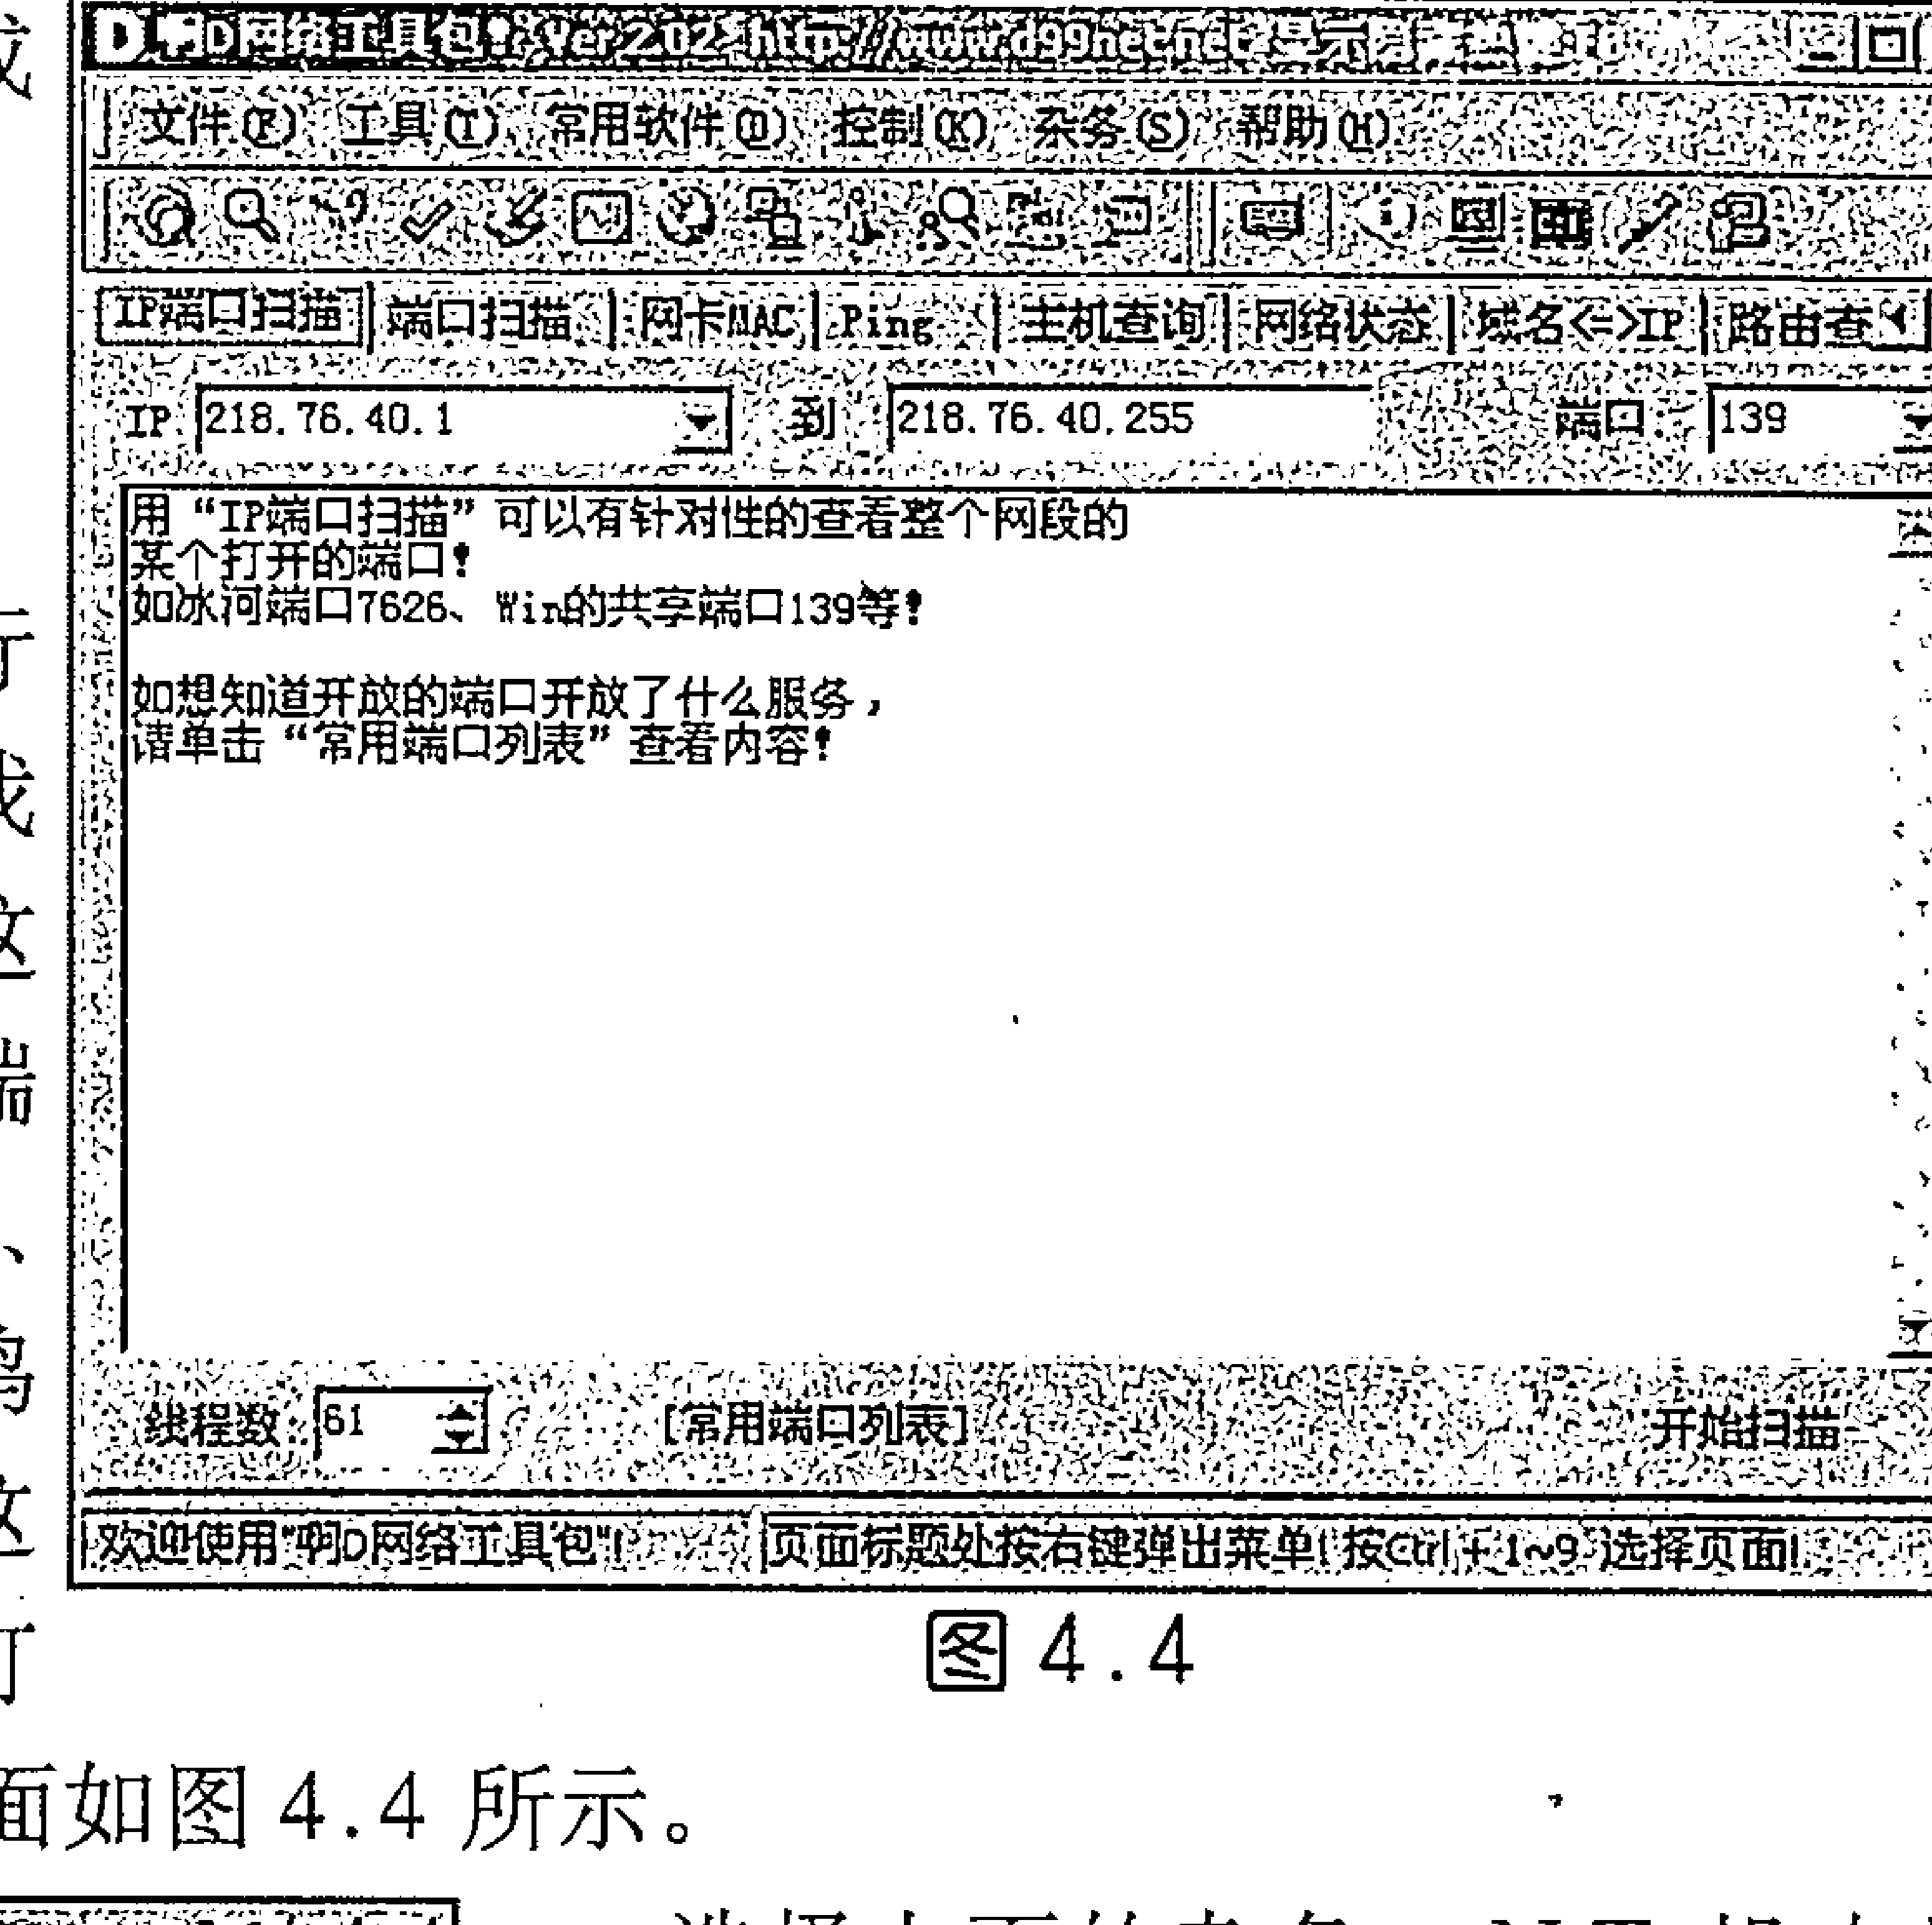 啊D网络工具包! Ver2.02 http://www.d99net.net 显示
文件(F) 工具(T) 常用软件(D) 控制(K) 杂务(S) 帮助(H)
IP端口扫描 端口扫描 网卡MAC Ping 主机查询 网络状态 域名<=>IP 路由查
IP 218.76.40.1 到 218.76.40.255 端口: 139
用“IP端口扫描”可以有针对性的查看整个网段的
某个打开的端口!
如冰河端口7626、Win的共享端口139等!
如想知道开放的端口开放了什么服务,
请单击“常用端口列表”查看内容!
线程数: 61 [常用端口列表] 开始扫描
欢迎使用"啊D网络工具包"! 页面标题处按右键弹出菜单! 按Ctrl + 1~9 选择页面!
图 4.4
面如图 4.4 所示。